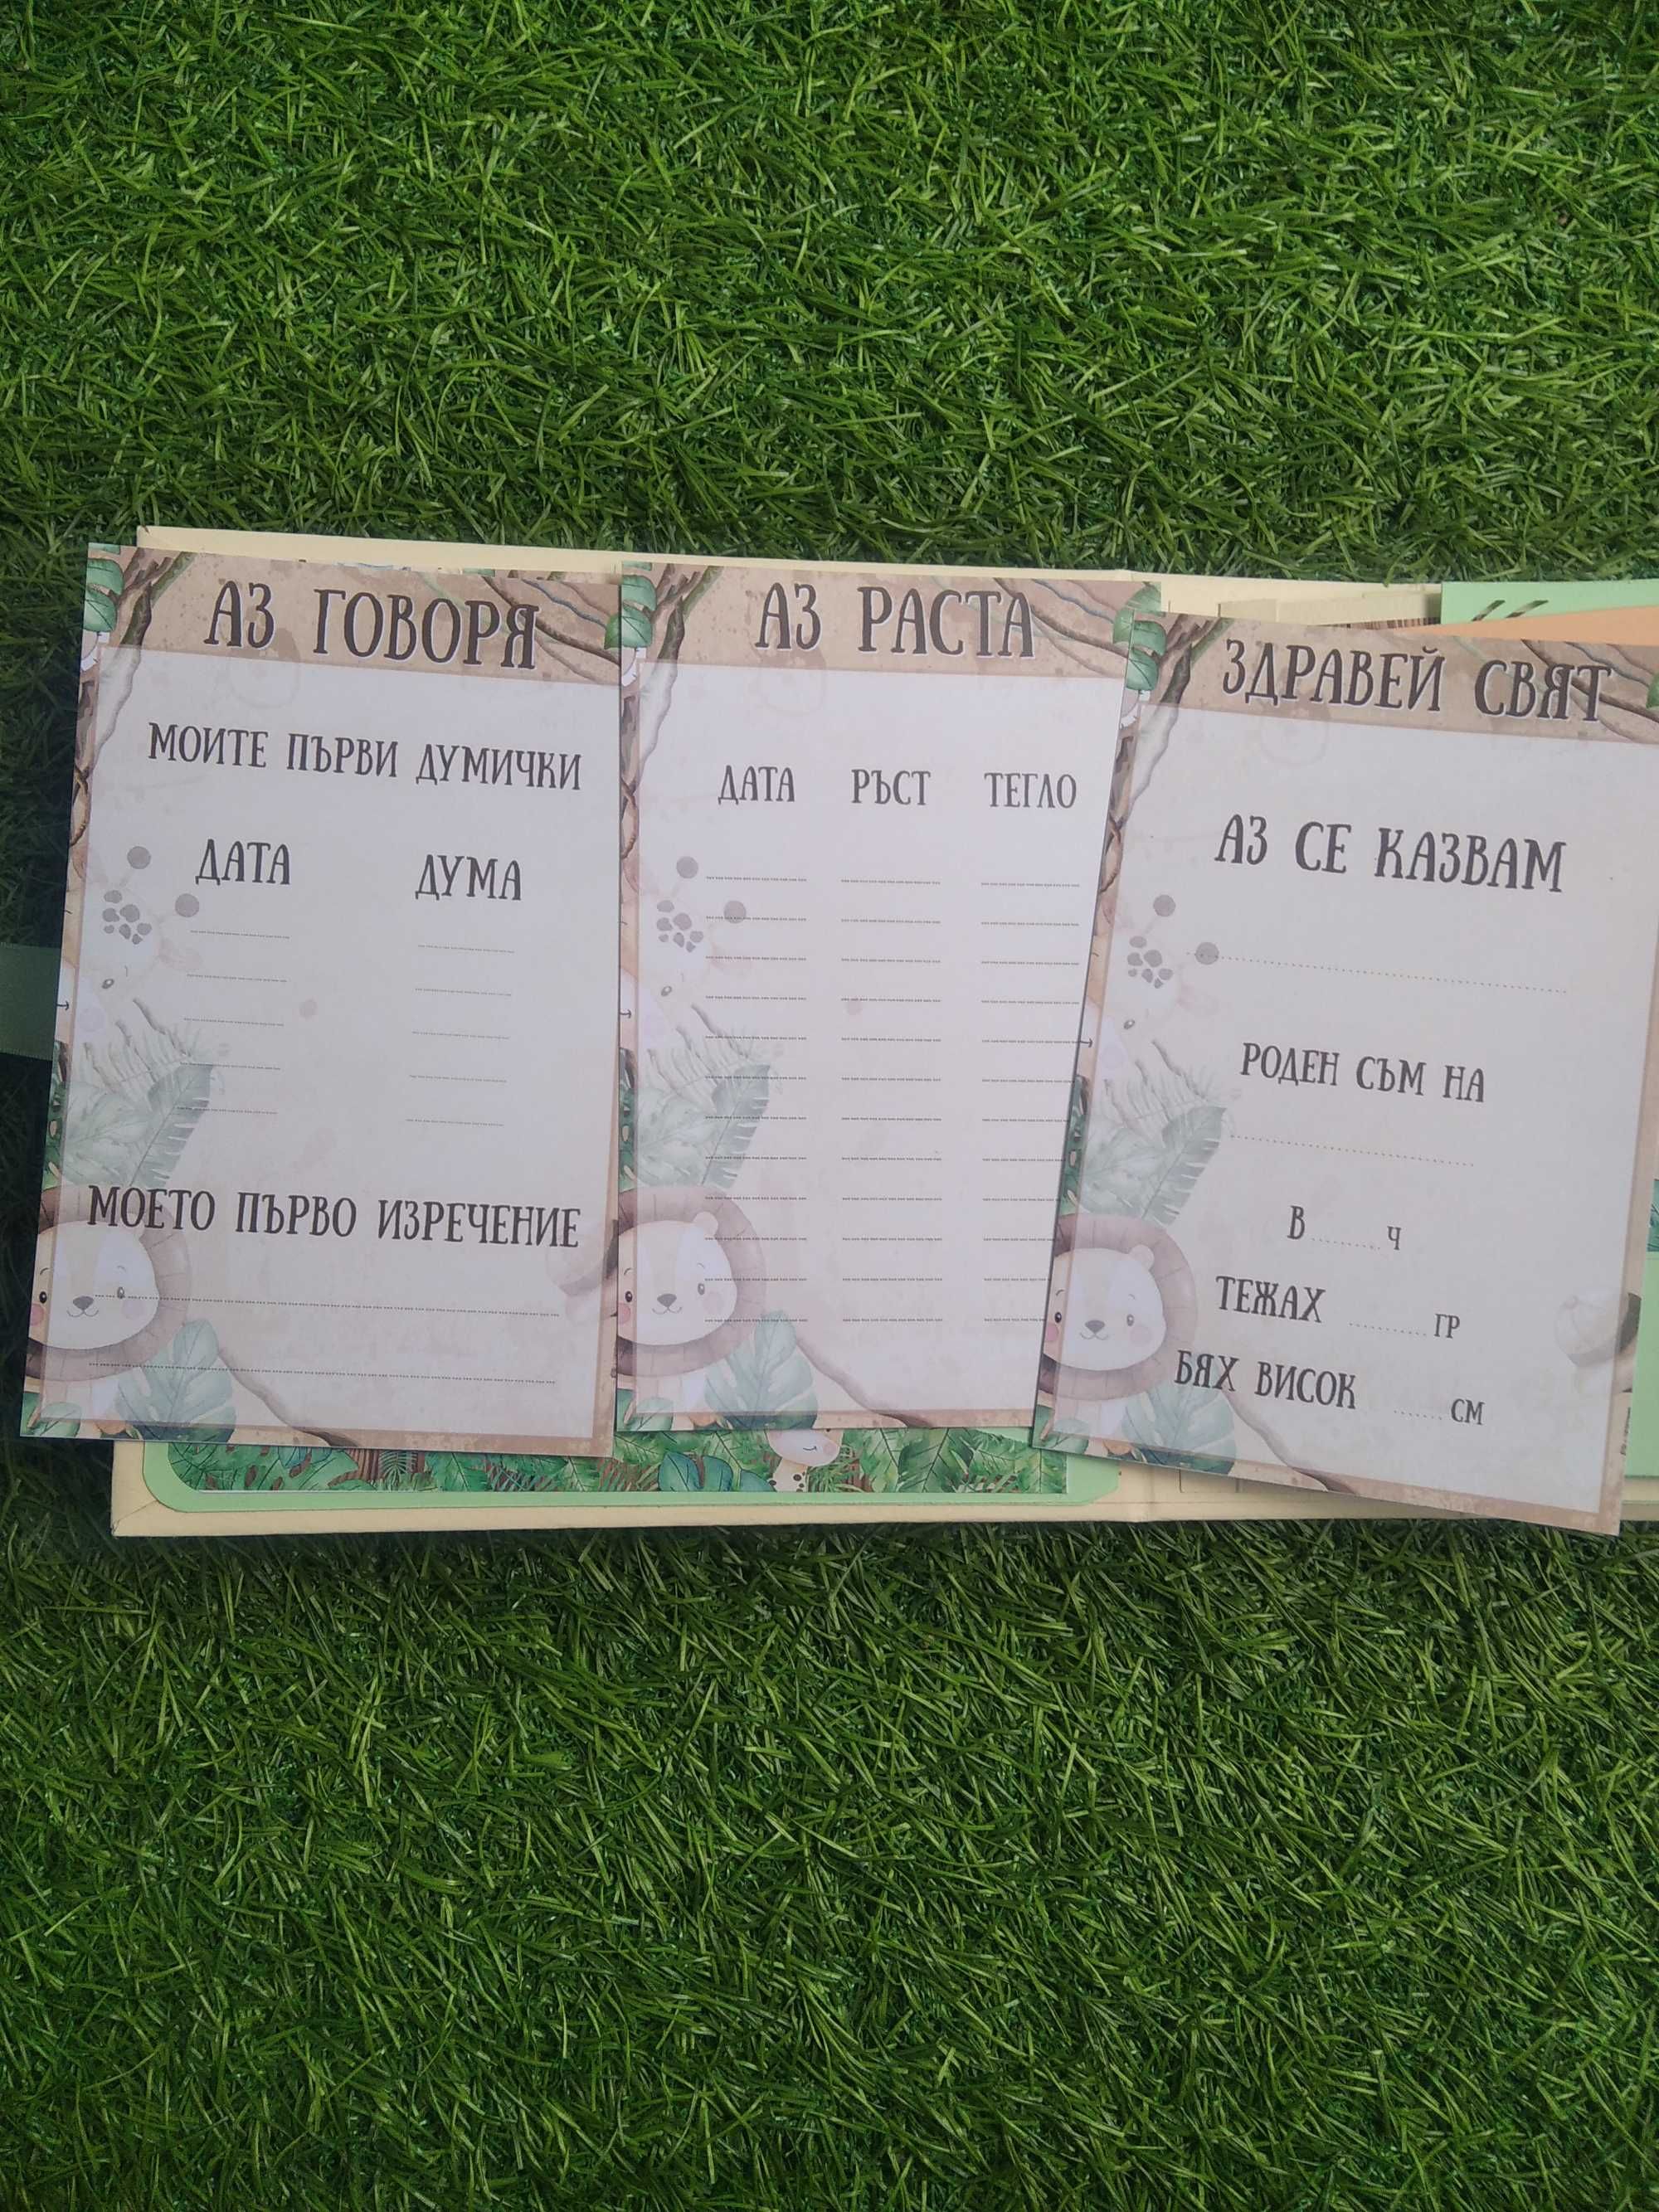 АЗ ГОВОРЯ
МОИТЕ ПЪРВИ ДУМИЧКИ
ДАТА ДУМА
МОЕТО ПЪРВО ИЗРЕЧЕНИЕ
АЗ РАСТА
ДАТА РЪСТ ТЕГЛО
ЗДРАВЕЙ СВЯТ
АЗ СЕ КАЗВАМ
РОДЕН СЪМ НА
В.........Ч
ТЕЖАХ ..........ГР
БЯХ ВИСОК .......СМ